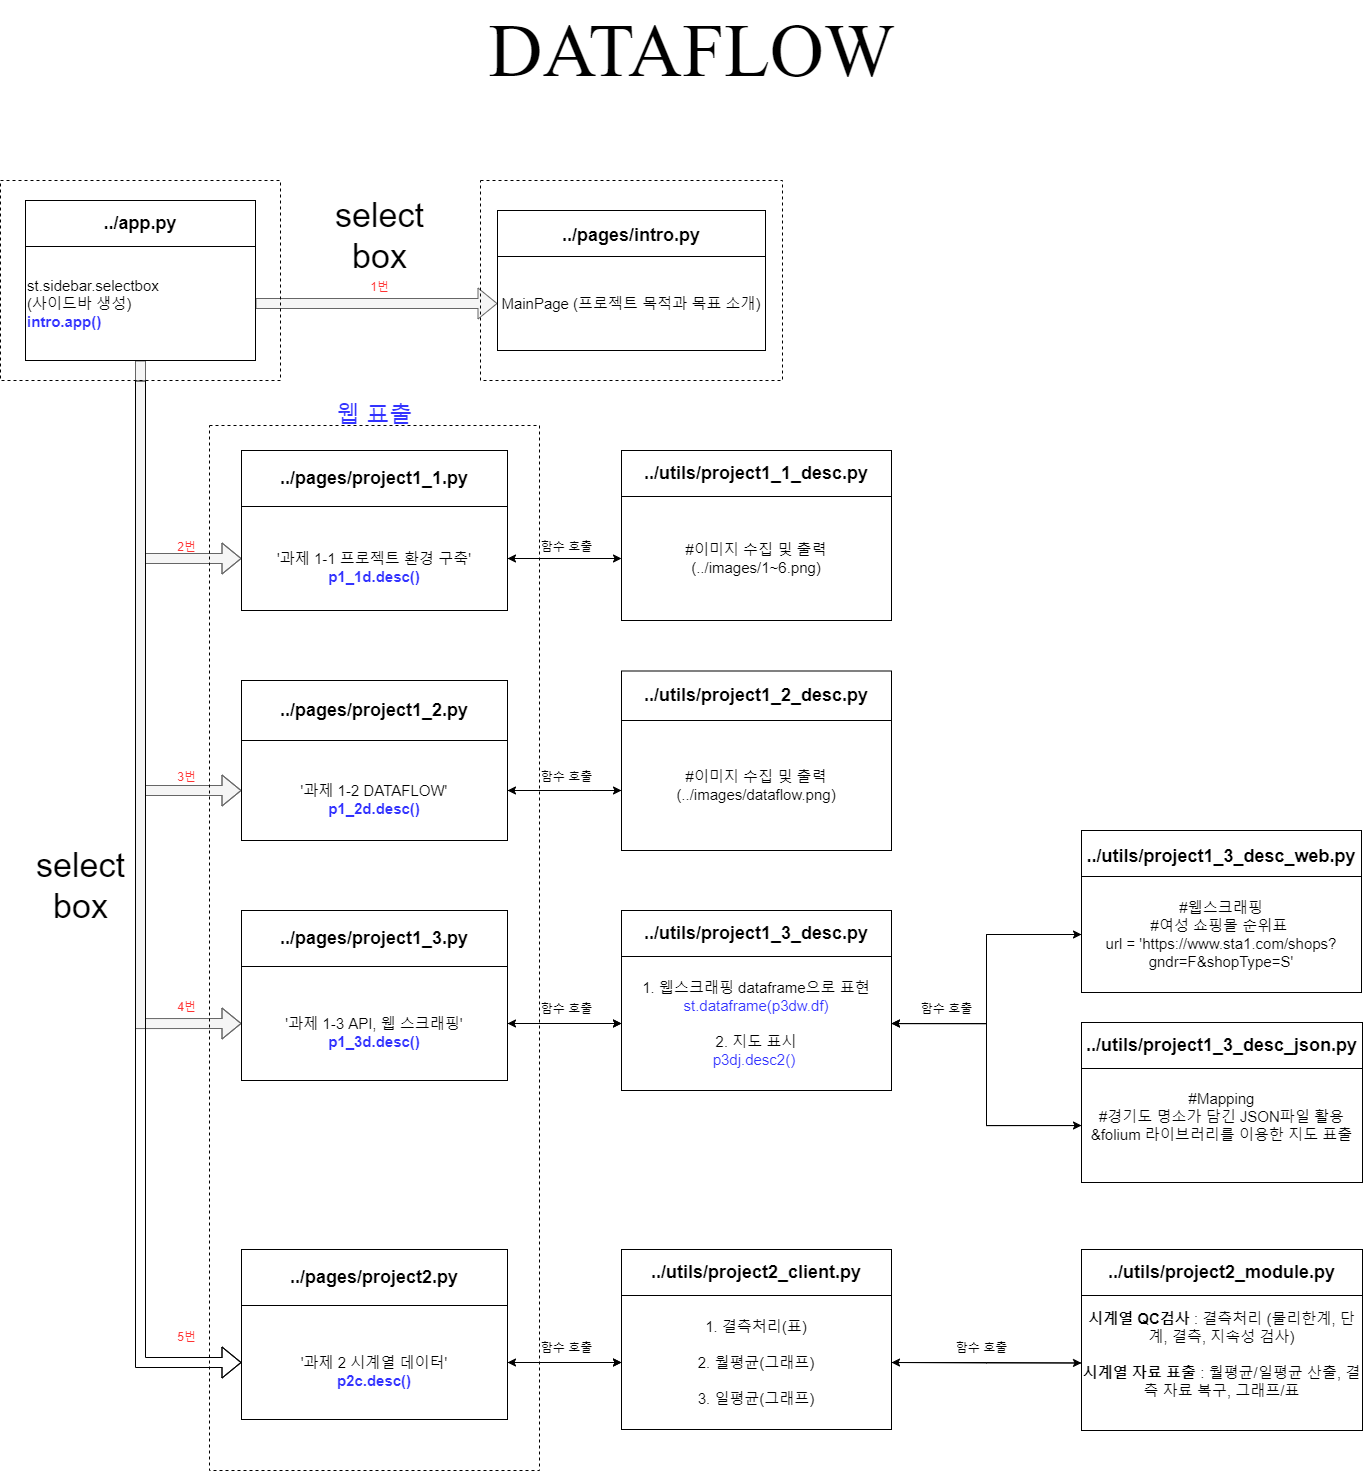 DATAFLOW
../app.py
st.sidebar.selectbox
(사이드바 생성)
intro.app()
select
box
1번
../pages/intro.py
MainPage (프로젝트 목적과 목표 소개)
웹 표출
../pages/project1_1.py
2번
'과제 1-1 프로젝트 환경 구축'
p1_1d.desc()
함수 호출
../utils/project1_1_desc.py
#이미지 수집 및 출력
(../images/1~6.png)
../pages/project1_2.py
3번
'과제 1-2 DATAFLOW'
p1_2d.desc()
함수 호출
../utils/project1_2_desc.py
#이미지 수집 및 출력
(../images/dataflow.png)
select
box
../pages/project1_3.py
4번
'과제 1-3 API, 웹 스크래핑'
p1_3d.desc()
함수 호출
../utils/project1_3_desc.py
1. 웹스크래핑 dataframe으로 표현
st.dataframe(p3dw.df)
2. 지도 표시
p3dj.desc2()
함수 호출
../utils/project1_3_desc_web.py
#웹스크래핑
#여성 쇼핑몰 순위표
url = 'https://www.sta1.com/shops?
gndr=F&shopType=S'
../utils/project1_3_desc_json.py
#Mapping
#경기도 명소가 담긴 JSON파일 활용
&folium 라이브러리를 이용한 지도 표출
../pages/project2.py
5번
'과제 2 시계열 데이터'
p2c.desc()
함수 호출
../utils/project2_client.py
1. 결측처리(표)
2. 월평균(그래프)
3. 일평균(그래프)
함수 호출
../utils/project2_module.py
시계열 QC검사 : 결측처리 (물리한계, 단
계, 결측, 지속성 검사)
시계열 자료 표출 : 월평균/일평균 산출, 결
측 자료 복구, 그래프/표